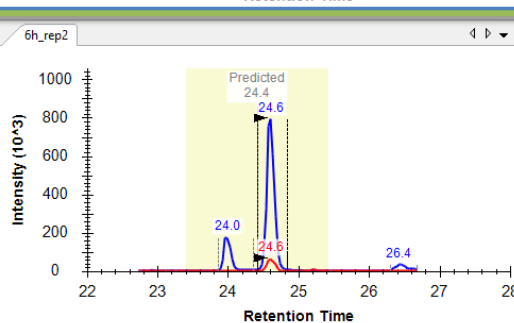 Retention Time
6h_rep2
Predicted
24.4
24.6
24.0
24.6
26.4
Intensity (10^3)
1000
800
600
400
200
0
22 23 24 25 26 27 28
Retention Time